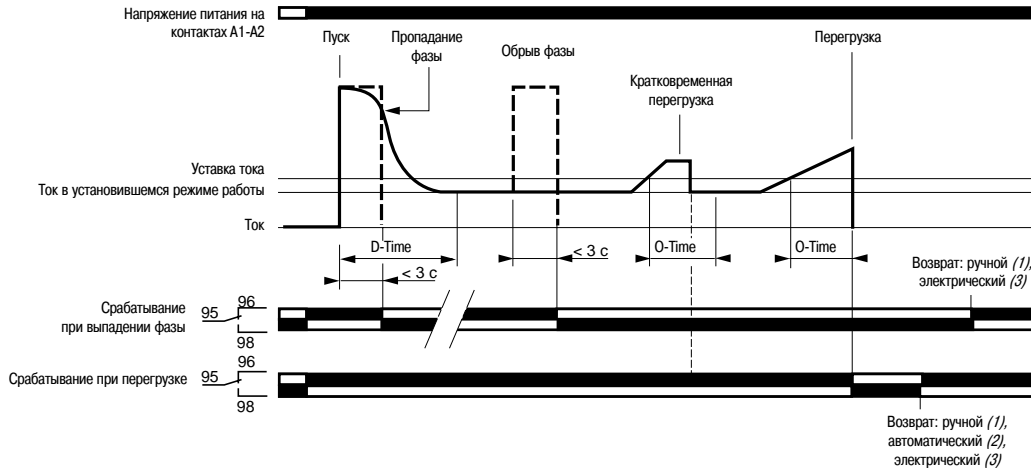 Напряжение питания на
контактах А1-А2
Пуск
Пропадание
фазы
Обрыв фазы
Перегрузка
Кратковременная
перегрузка
Уставка тока
Ток в установившемся режиме работы
Ток
D-Time
< 3 с
< 3 с
O-Time
O-Time
Возврат: ручной (1),
электрический (3)
Срабатывание
при выпадении фазы
95
96
98
Срабатывание при перегрузке
95
96
98
Возврат: ручной (1),
автоматический (2),
электрический (3)